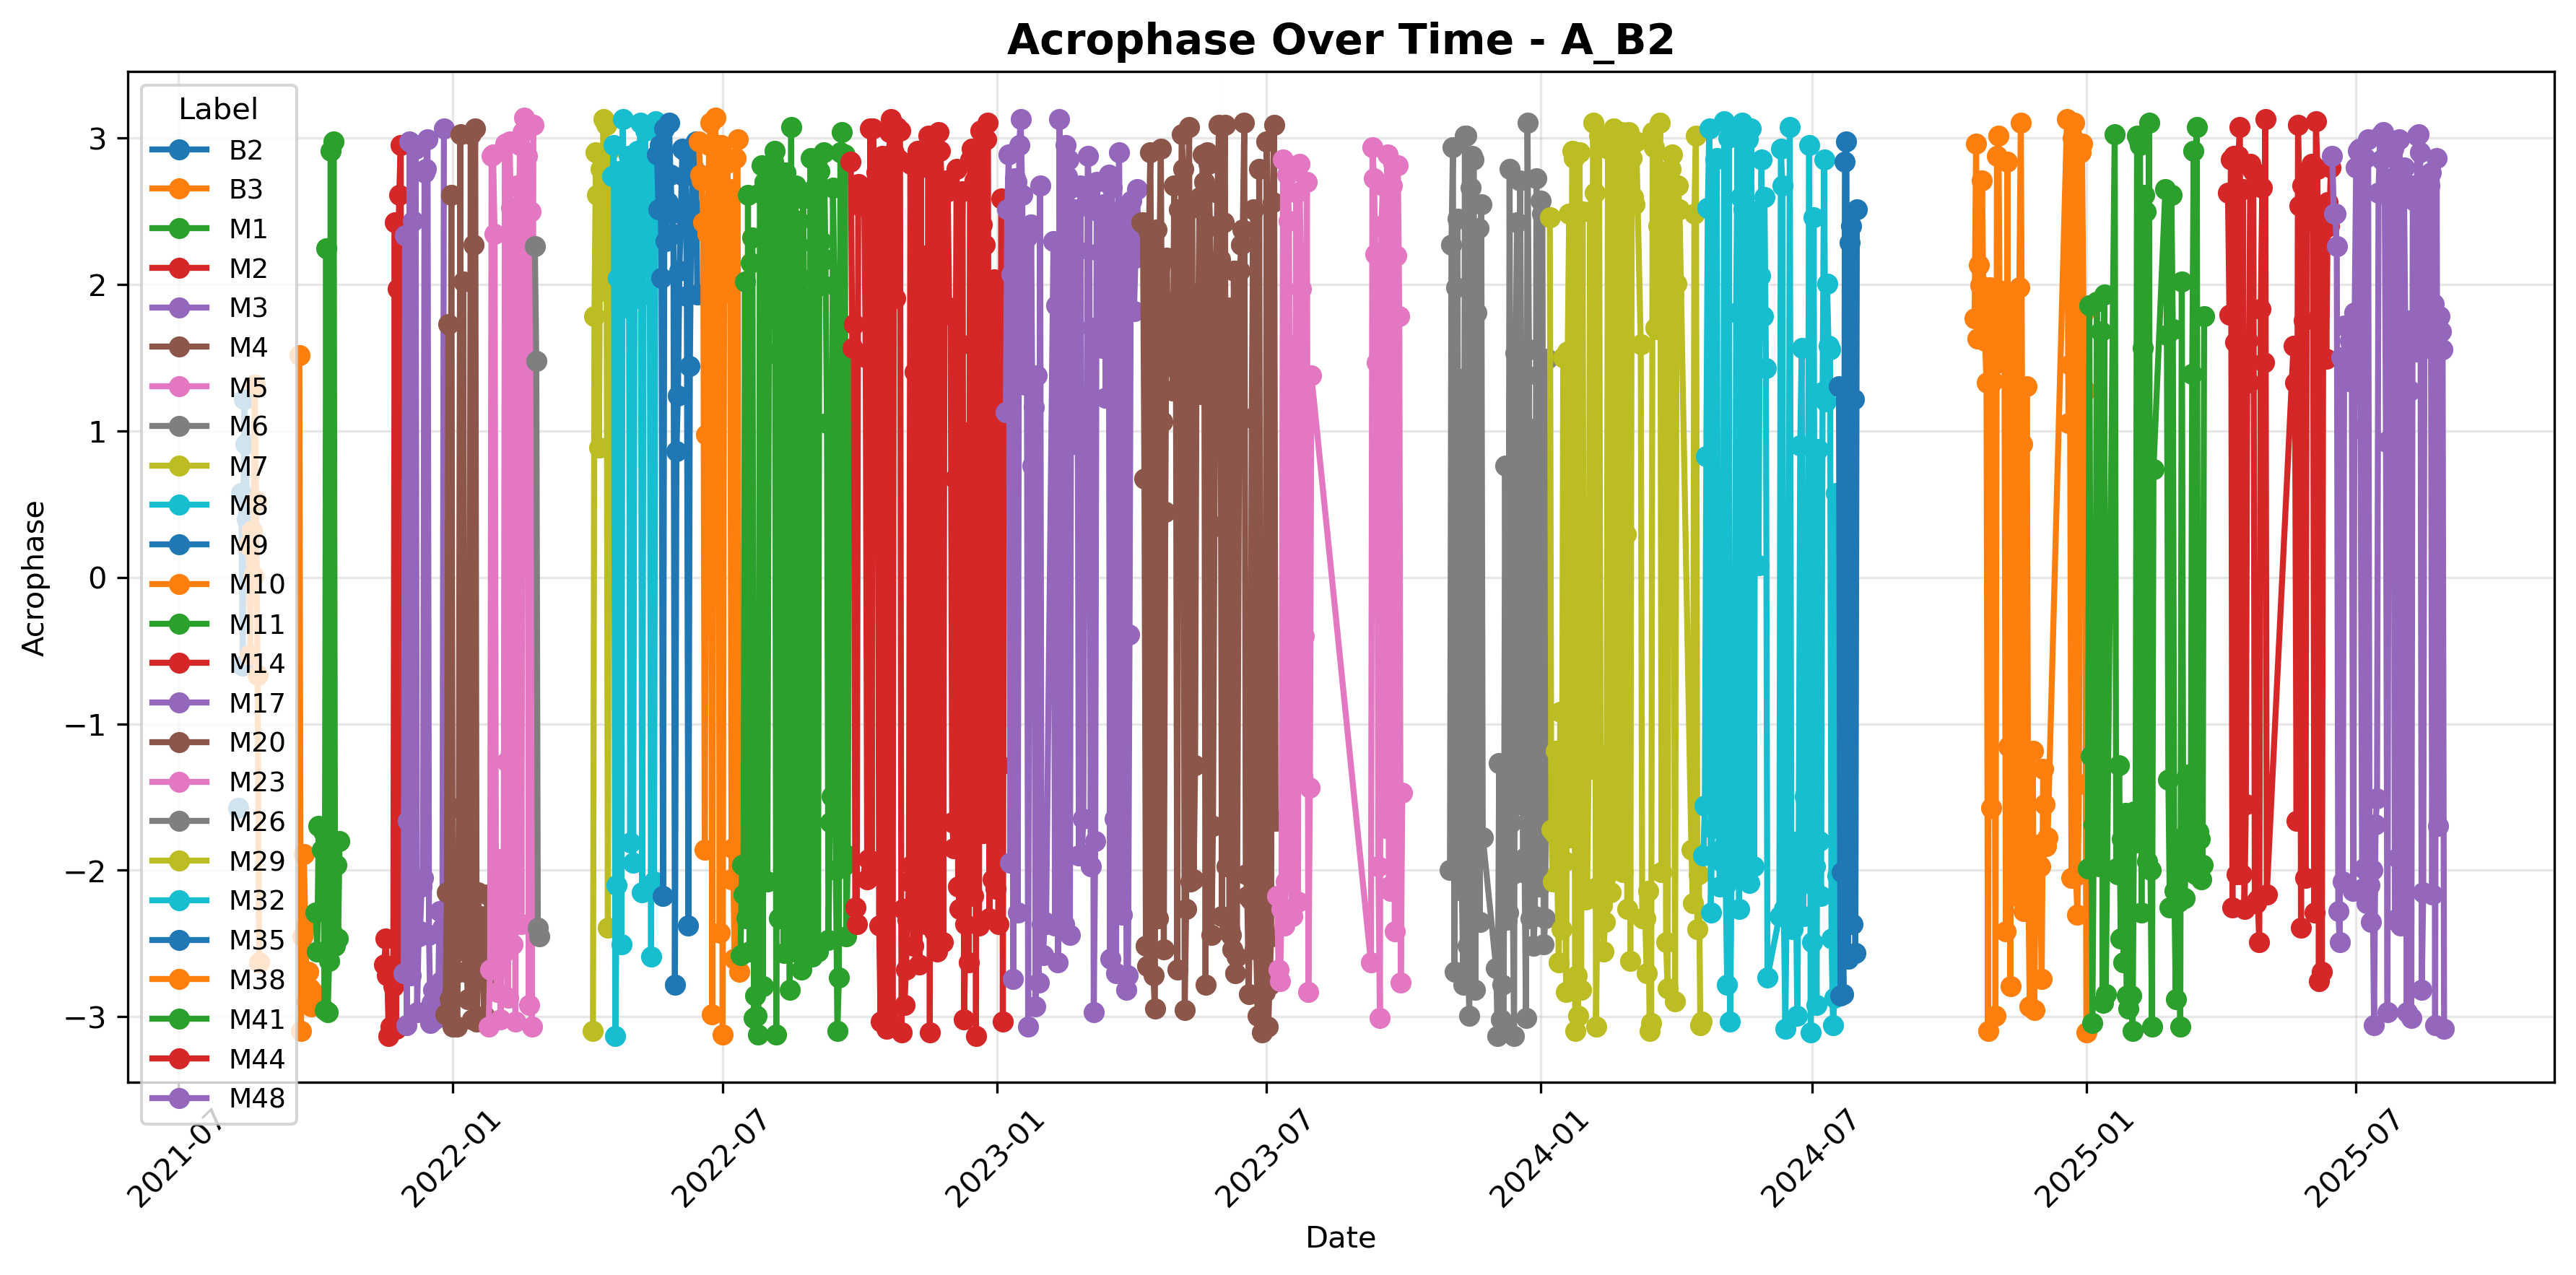 Acrophase Over Time - A_B2
Label
B2
B3
M1
M2
M3
M4
M5
M6
M7
M8
M9
M10
M11
M14
M17
M20
M23
M26
M29
M32
M35
M38
M41
M44
M48
Acrophase
3
2
1
0
−1
−2
−3
2021-07
2022-01
2022-07
2023-01
2023-07
2024-01
2024-07
2025-01
2025-07
Date